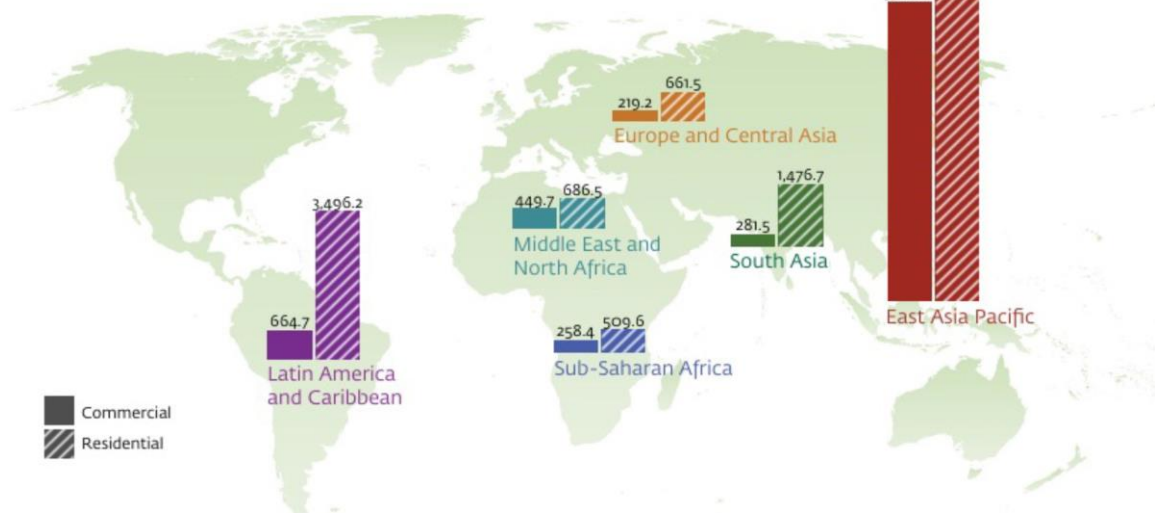 661.5
219.2
Europe and Central Asia
1,476.7
281.5
South Asia
686.5
449.7
Middle East and
North Africa
3,496.2
664.7
Latin America
and Caribbean
509.6
258.4
Sub-Saharan Africa
East Asia Pacific
Commercial
Residential